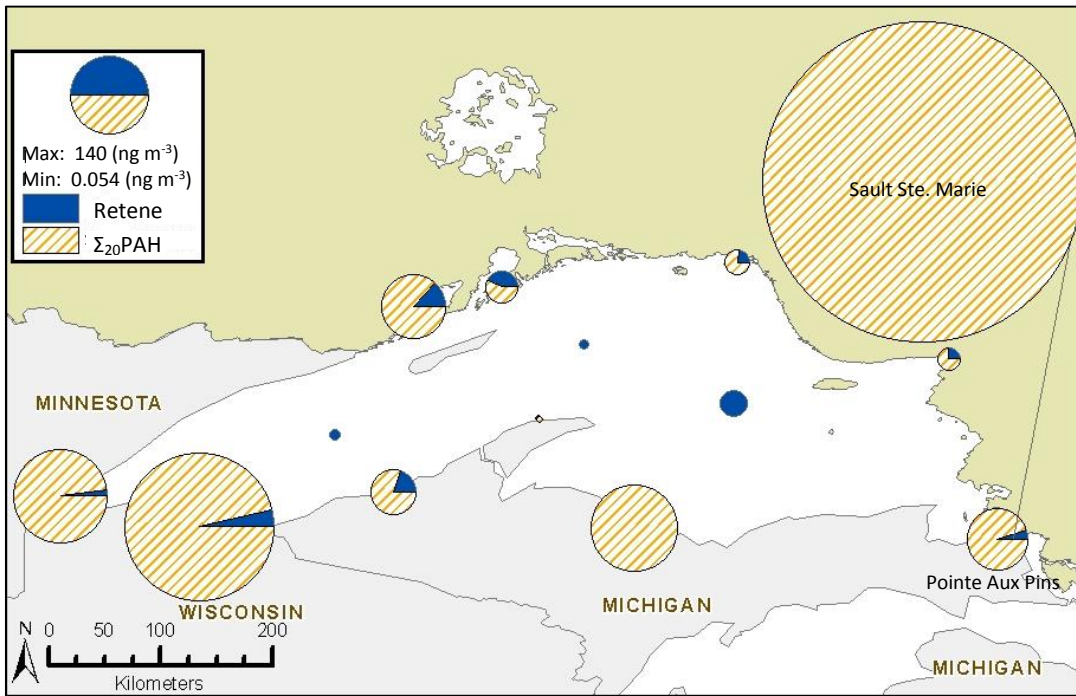 Max: 140 (ng m⁻³)
Min: 0.054 (ng m⁻³)
Retene
Σ₂₀PAH
Sault Ste. Marie
MINNESOTA
WISCONSIN
MICHIGAN
Pointe Aux Pins
MICHIGAN
N 0 50 100 200
Kilometers